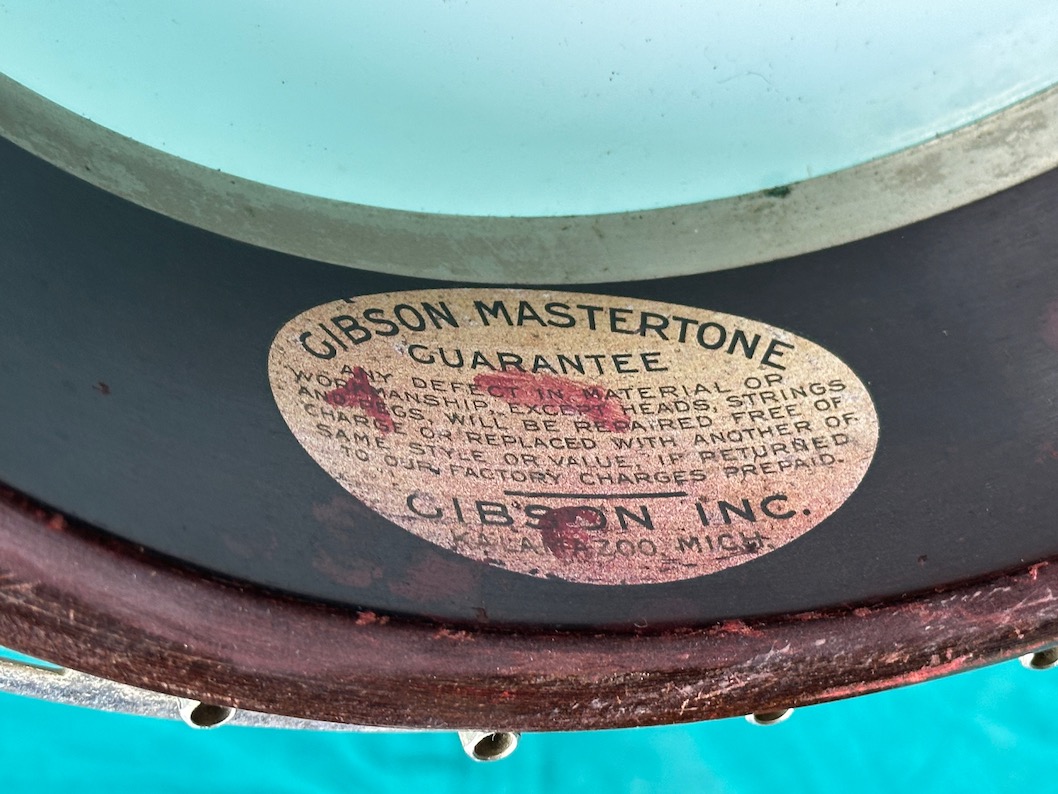 GIBSON MASTERTONE
GUARANTEE
ANY DEFECT IN MATERIAL OR
WORKMANSHIP, EXCEPT HEADS, STRINGS
AND PEGS, WILL BE REPAIRED FREE OF
CHARGE OR REPLACED WITH ANOTHER OF
SAME STYLE OR VALUE, IF RETURNED
TO OUR FACTORY CHARGES PREPAID.
GIBSON INC.
KALAMAZOO, MICH.